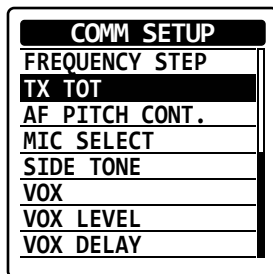 COMM SETUP
FREQUENCY STEP
TX TOT
AF PITCH CONT.
MIC SELECT
SIDE TONE
VOX
VOX LEVEL
VOX DELAY